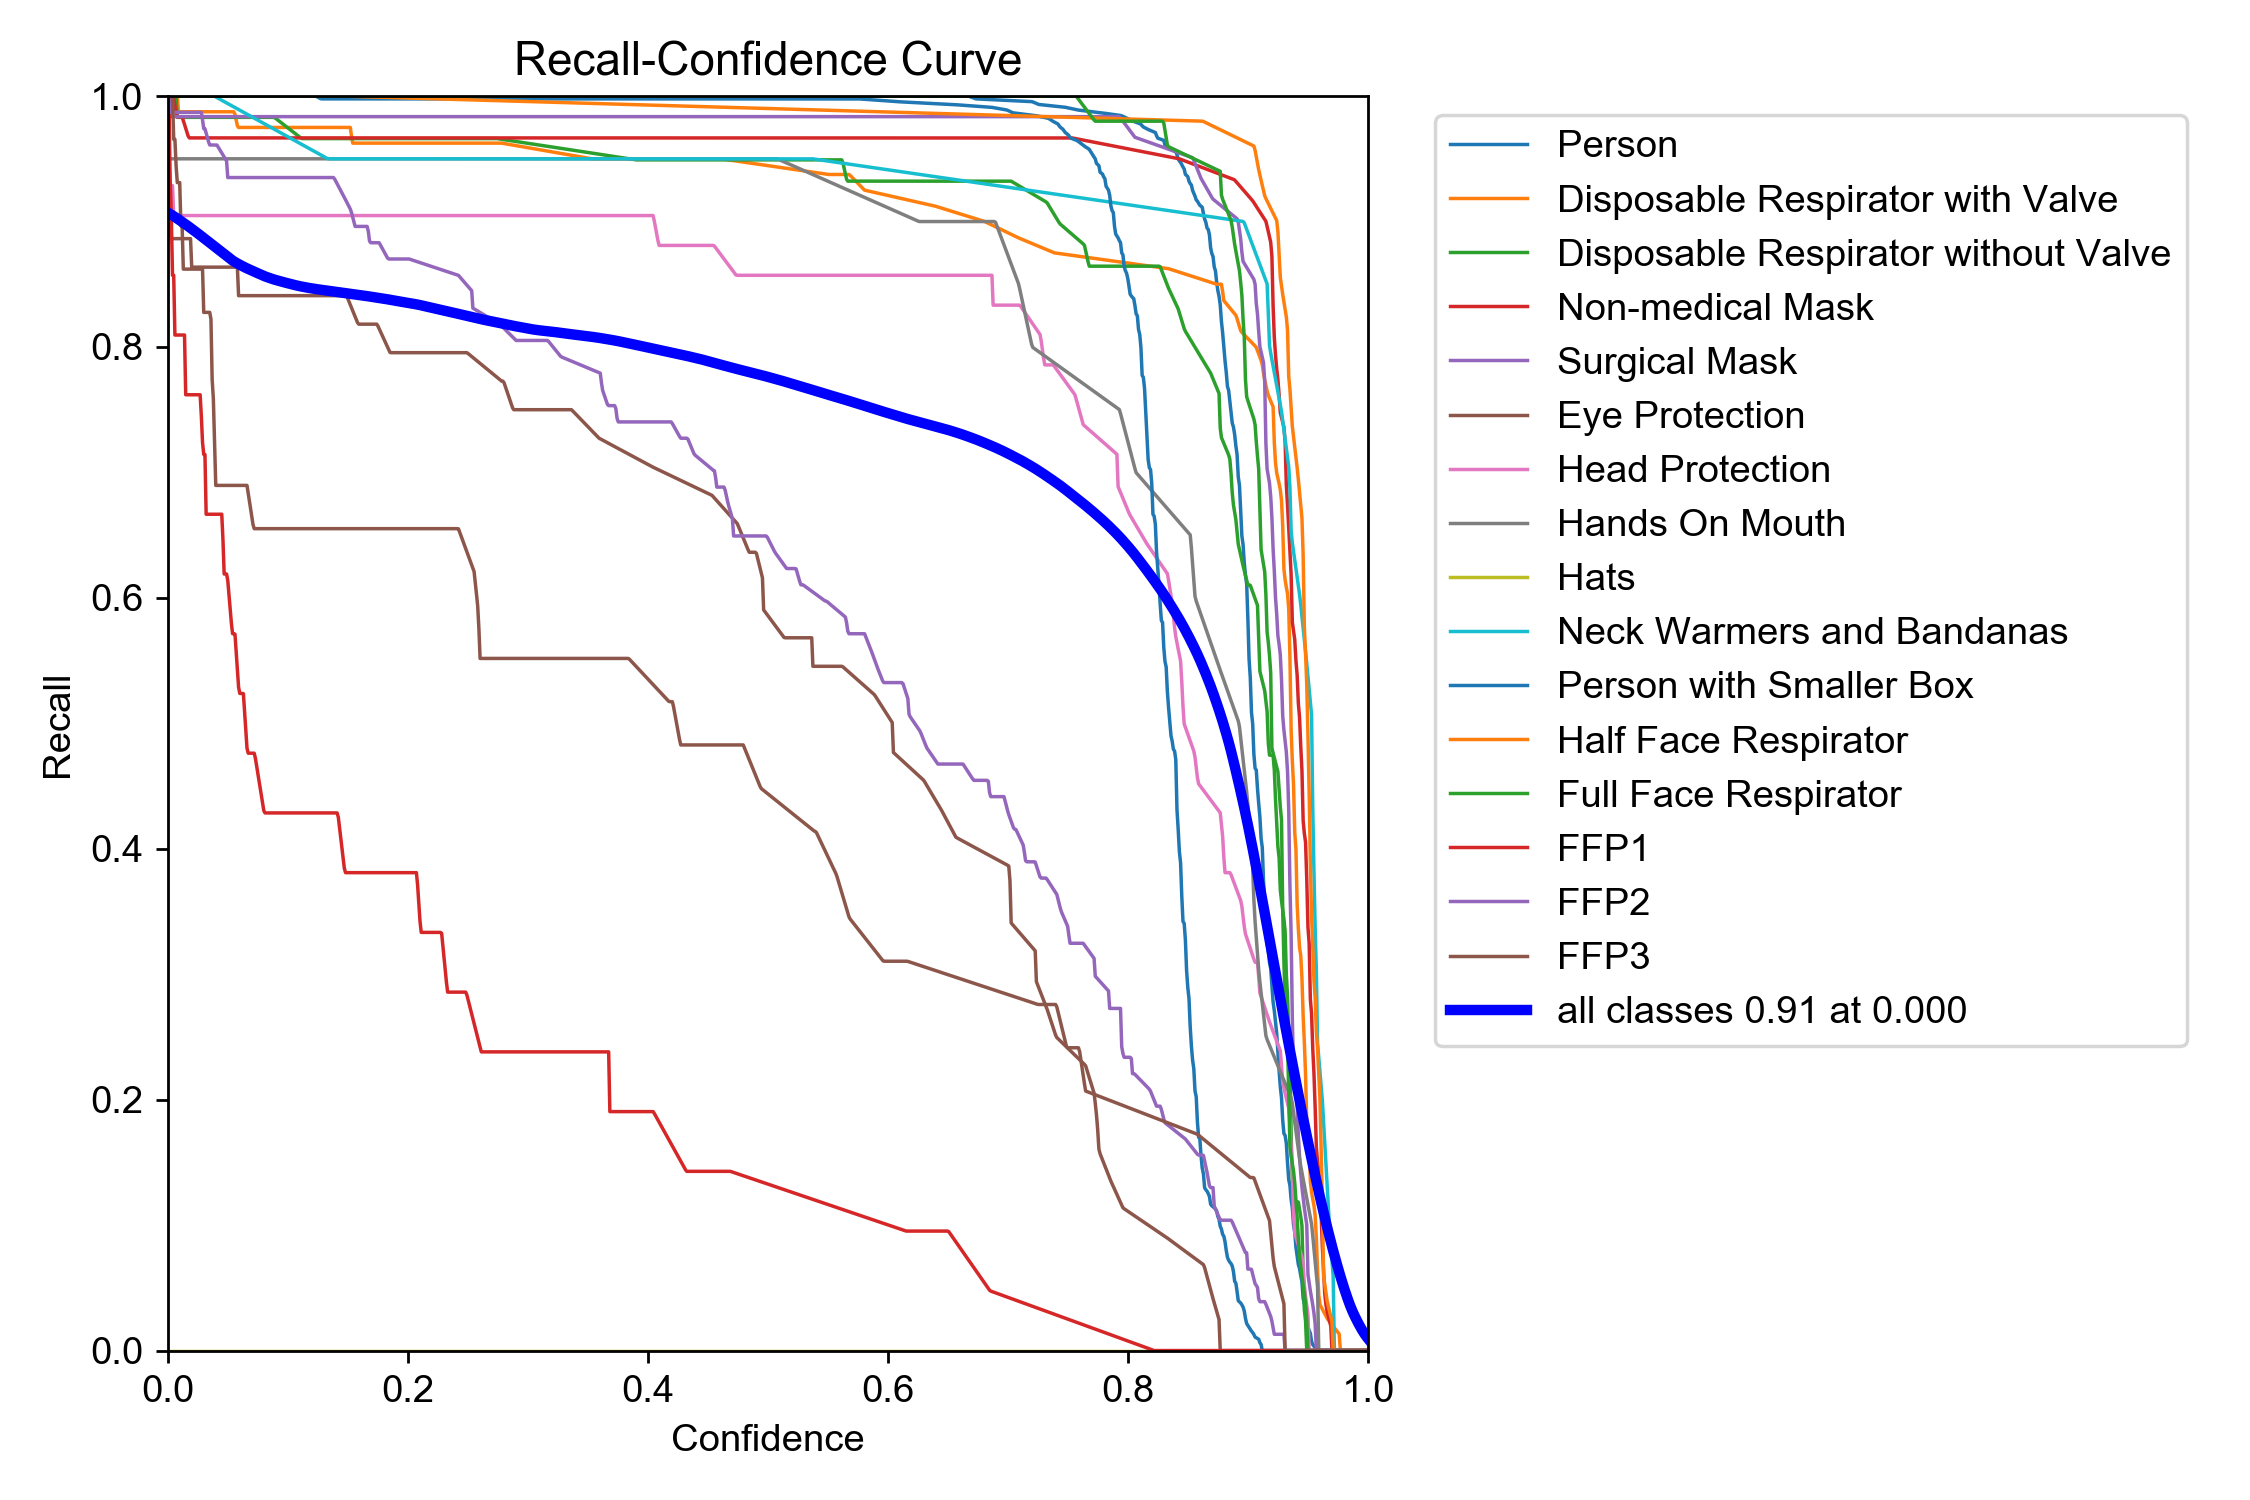 Recall-Confidence Curve
1.0
0.8
0.6
0.4
0.2
0.0
Recall
0.0 0.2 0.4 0.6 0.8 1.0
Confidence
Person
Disposable Respirator with Valve
Disposable Respirator without Valve
Non-medical Mask
Surgical Mask
Eye Protection
Head Protection
Hands On Mouth
Hats
Neck Warmers and Bandanas
Person with Smaller Box
Half Face Respirator
Full Face Respirator
FFP1
FFP2
FFP3
all classes 0.91 at 0.000